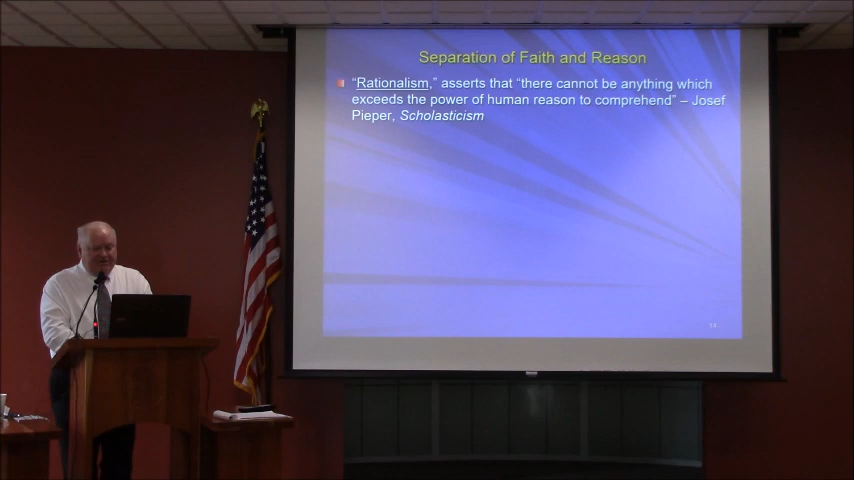 Separation of Faith and Reason
“Rationalism,” asserts that “there cannot be anything which
exceeds the power of human reason to comprehend” – Josef
Pieper, Scholasticism